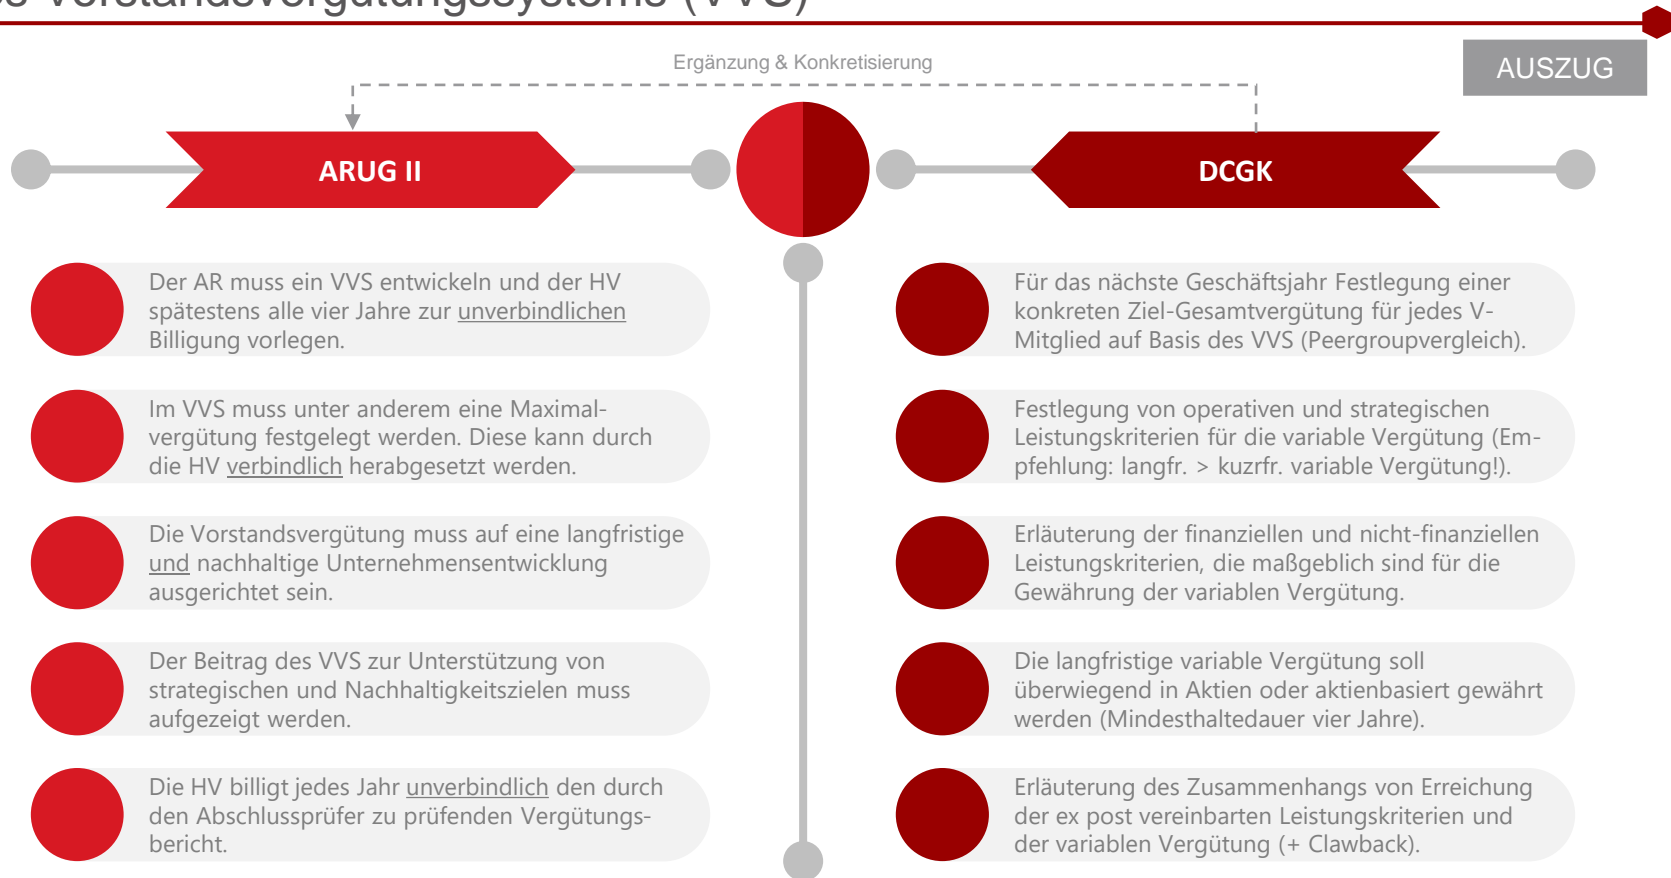 Vorstandsvergütungssystems (VVS)
AUSZUG
Ergänzung & Konkretisierung
ARUG II
DCGK
Der AR muss ein VVS entwickeln und der HV
spätestens alle vier Jahre zur unverbindlichen
Billigung vorlegen.
Im VVS muss unter anderem eine Maximal-
vergütung festgelegt werden. Diese kann durch
die HV verbindlich herabgesetzt werden.
Die Vorstandsvergütung muss auf eine langfristige
und nachhaltige Unternehmensentwicklung
ausgerichtet sein.
Der Beitrag des VVS zur Unterstützung von
strategischen und Nachhaltigkeitszielen muss
aufgezeigt werden.
Die HV billigt jedes Jahr unverbindlich den durch
den Abschlussprüfer zu prüfenden Vergütungs-
bericht.
Für das nächste Geschäftsjahr Festlegung einer
konkreten Ziel-Gesamtvergütung für jedes V-
Mitglied auf Basis des VVS (Peergroupvergleich).
Festlegung von operativen und strategischen
Leistungskriterien für die variable Vergütung (Em-
pfehlung: langfr. > kuzrfr. variable Vergütung!).
Erläuterung der finanziellen und nicht-finanziellen
Leistungskriterien, die maßgeblich sind für die
Gewährung der variablen Vergütung.
Die langfristige variable Vergütung soll
überwiegend in Aktien oder aktienbasiert gewährt
werden (Mindesthaltedauer vier Jahre).
Erläuterung des Zusammenhangs von Erreichung
der ex post vereinbarten Leistungskriterien und
der variablen Vergütung (+ Clawback).